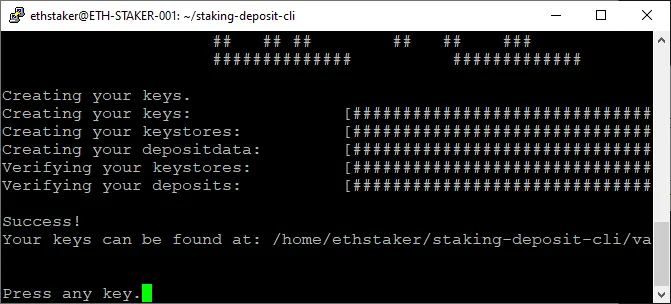 ethstaker@ETH-STAKER-001: ~/staking-deposit-cli
## ## ## ## ## ###
############## #############
Creating your keys.
Creating your keys: [##############################
Creating your keystores: [##############################
Creating your depositdata: [##############################
Verifying your keystores: [##############################
Verifying your deposits: [##############################
Success!
Your keys can be found at: /home/ethstaker/staking-deposit-cli/va
Press any key.